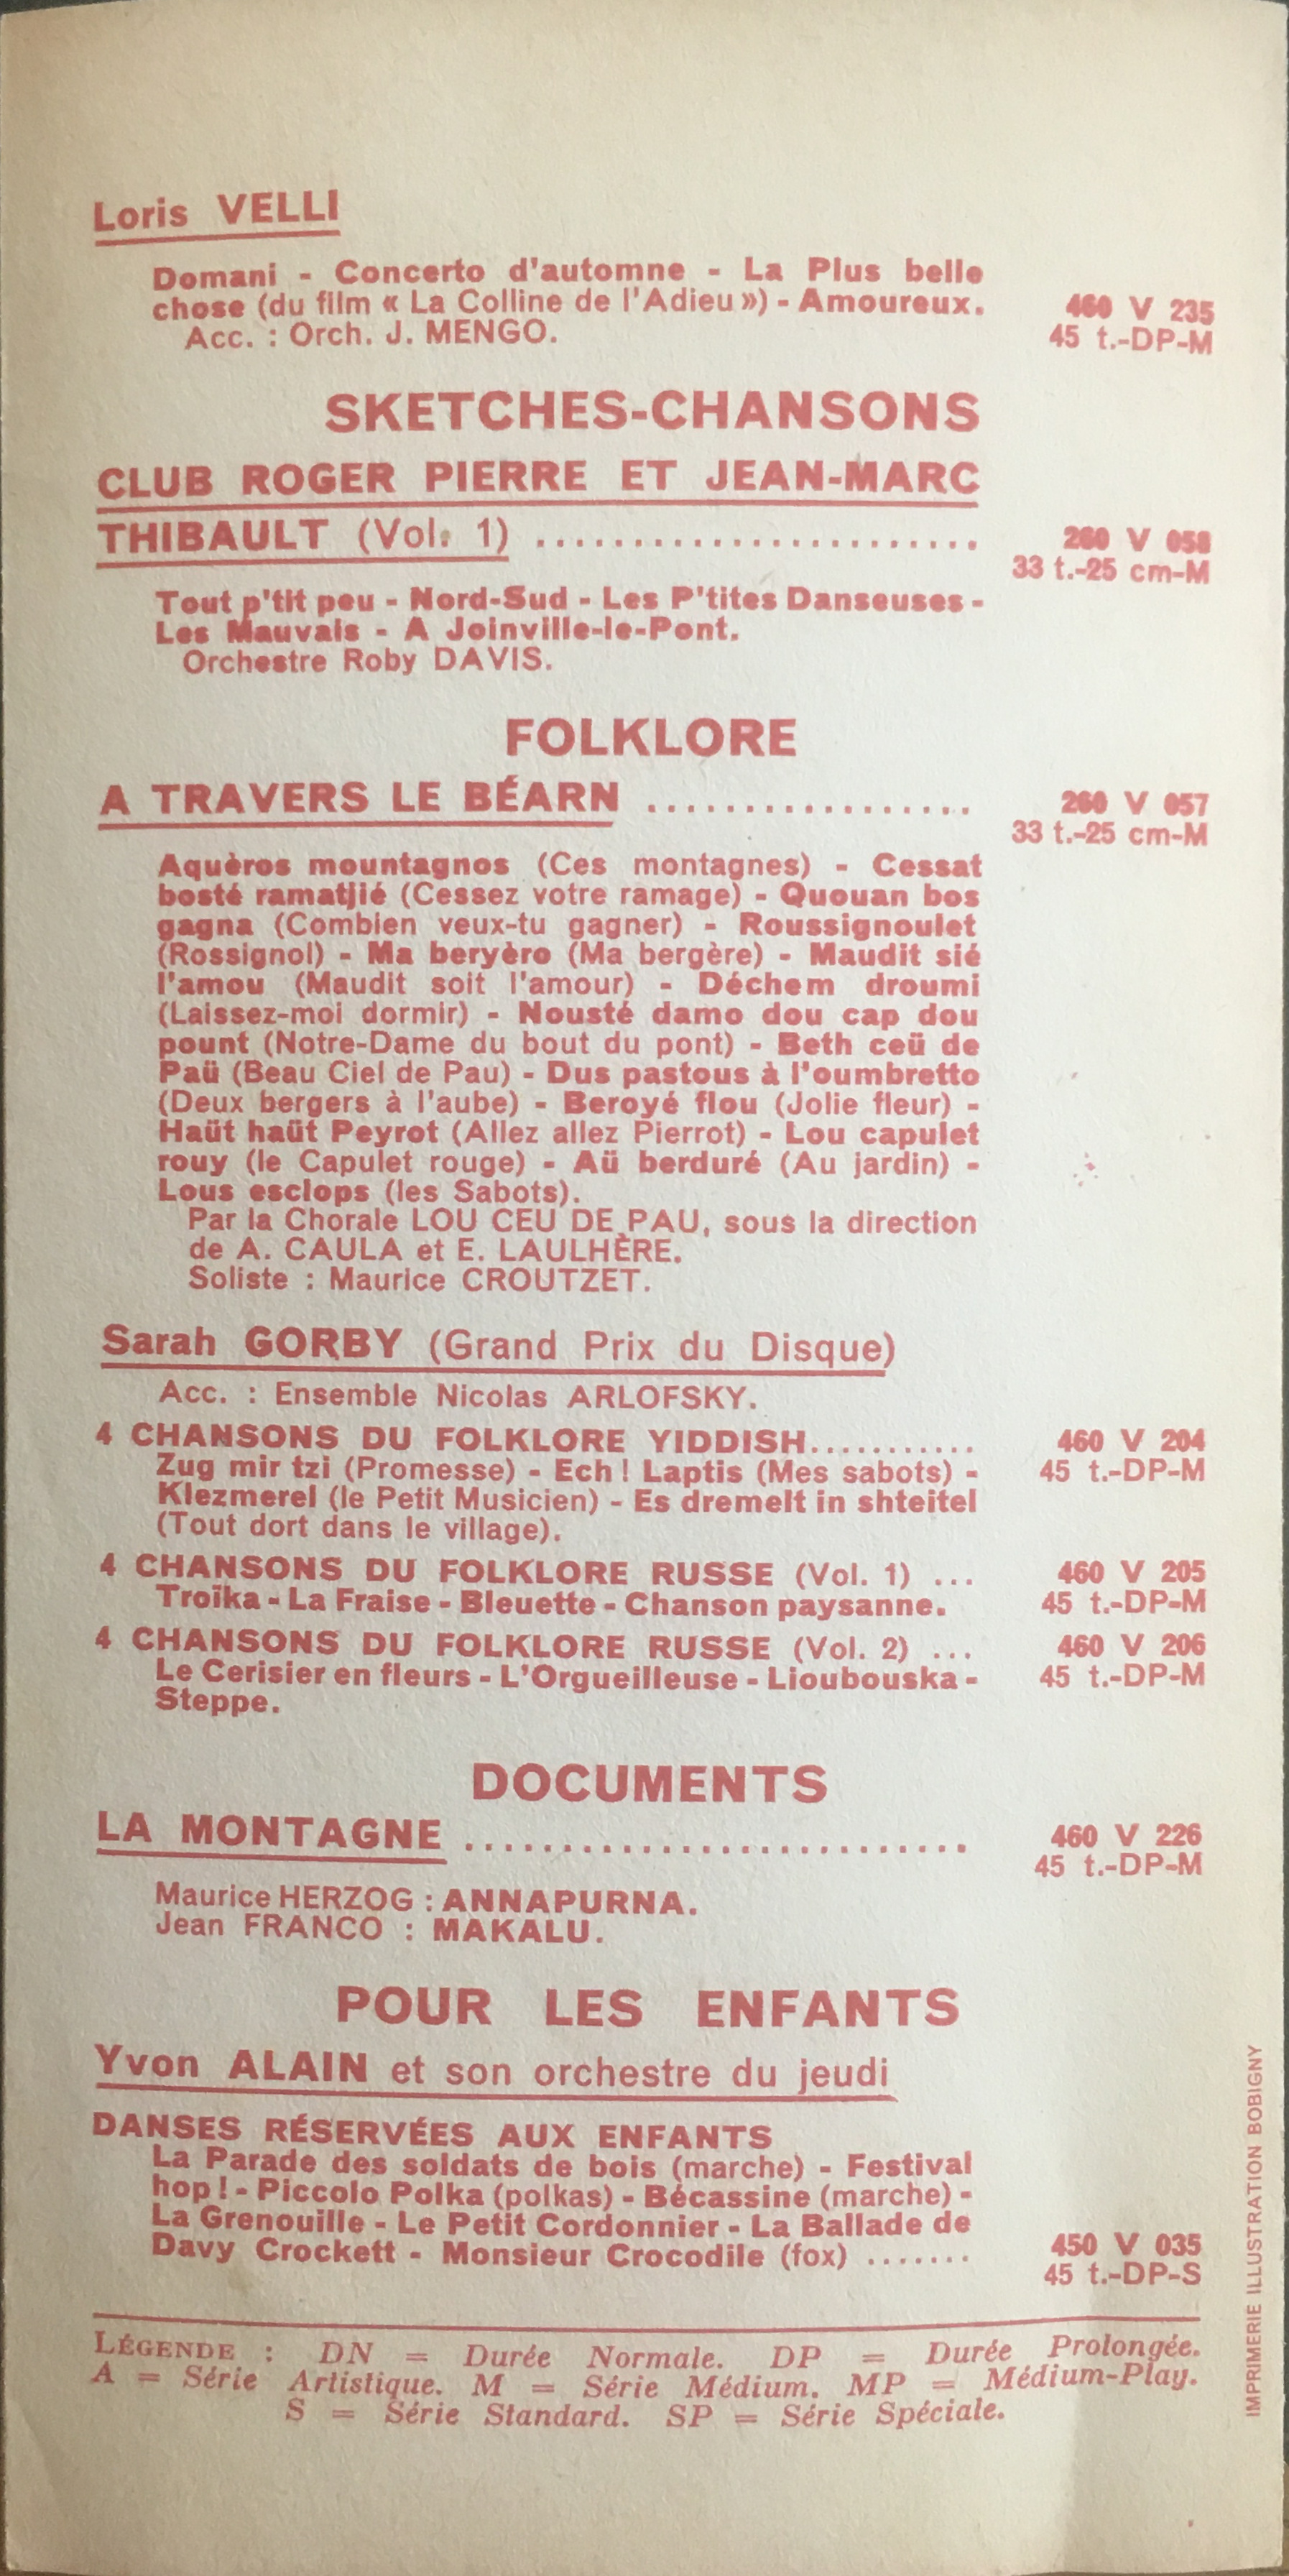 Loris VELLI
Domani - Concerto d'automne - La Plus belle
chose (du film « La Colline de l'Adieu ») - Amoureux. 460 V 235
Acc. : Orch. J. MENGO. 45 t.-DP-M
SKETCHES-CHANSONS
CLUB ROGER PIERRE ET JEAN-MARC
THIBAULT (Vol. 1) ........................ 260 V 058
33 t.-25 cm-M
Tout p'tit peu - Nord-Sud - Les P'tites Danseuses -
Les Mauvais - A Joinville-le-Pont.
Orchestre Roby DAVIS.
FOLKLORE
A TRAVERS LE BÉARN ................. 260 V 057
33 t.-25 cm-M
Aquèros mountagnos (Ces montagnes) - Cessat
bosté ramatjié (Cessez votre ramage) - Quouan bos
gagna (Combien veux-tu gagner) - Roussignoulet
(Rossignol) - Ma beryèro (Ma bergère) - Maudit sié
l'amou (Maudit soit l'amour) - Déchem droumi
(Laissez-moi dormir) - Nousté damo dou cap dou
pount (Notre-Dame du bout du pont) - Beth ceü de
Paü (Beau Ciel de Pau) - Dus pastous à l'oumbretto
(Deux bergers à l'aube) - Beroyé flou (Jolie fleur) -
Haüt haüt Peyrot (Allez allez Pierrot) - Lou capulet
rouy (le Capulet rouge) - Aü berduré (Au jardin) -
Lous esclops (les Sabots).
Par la Chorale LOU CEU DE PAU, sous la direction
de A. CAULA et E. LAULHÈRE.
Soliste : Maurice CROUTZET.
Sarah GORBY (Grand Prix du Disque)
Acc. : Ensemble Nicolas ARLOFSKY.
4 CHANSONS DU FOLKLORE YIDDISH........... 460 V 204
Zug mir tzi (Promesse) - Ech ! Laptis (Mes sabots) - 45 t.-DP-M
Klezmerel (le Petit Musicien) - Es dremelt in shteitel
(Tout dort dans le village).
4 CHANSONS DU FOLKLORE RUSSE (Vol. 1) ... 460 V 205
Troïka - La Fraise - Bleuette - Chanson paysanne. 45 t.-DP-M
4 CHANSONS DU FOLKLORE RUSSE (Vol. 2) ... 460 V 206
Le Cerisier en fleurs - L'Orgueilleuse - Lioubouska - 45 t.-DP-M
Steppe.
DOCUMENTS
LA MONTAGNE .......................... 460 V 226
45 t.-DP-M
Maurice HERZOG : ANNAPURNA.
Jean FRANCO : MAKALU.
POUR LES ENFANTS
Yvon ALAIN et son orchestre du jeudi
DANSES RÉSERVÉES AUX ENFANTS
La Parade des soldats de bois (marche) - Festival
hop ! - Piccolo Polka (polkas) - Bécassine (marche) -
La Grenouille - Le Petit Cordonnier - La Ballade de
Davy Crockett - Monsieur Crocodile (fox) ....... 450 V 035
45 t.-DP-S
LÉGENDE : DN = Durée Normale. DP = Durée Prolongée.
A = Série Artistique. M = Série Médium. MP = Médium-Play.
S = Série Standard. SP = Série Spéciale.
IMPRIMERIE ILLUSTRATION BOBIGNY